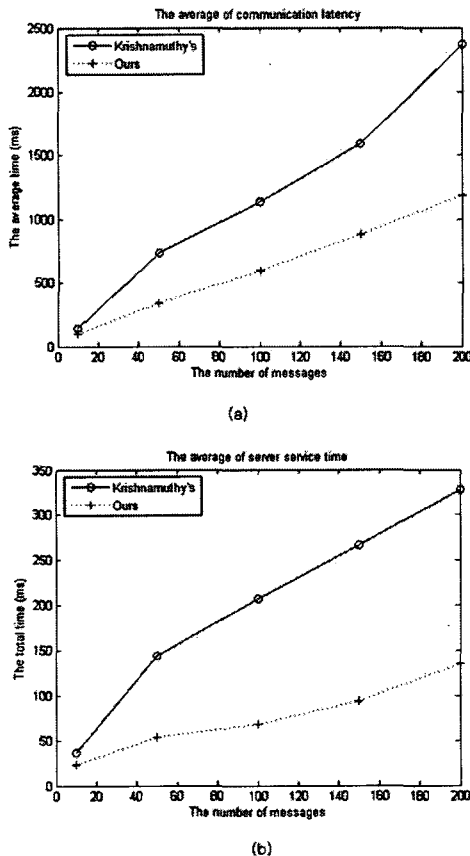 The average of communication latency
2500
2000
1500
1000
500
0
Krishnamuthy's
Ours
The average time (ms)
0 20 40 60 80 100 120 140 160 180 200
The number of messages
(a)
The average of server service time
350
300
250
200
150
100
50
0
Krishnamuthy's
Ours
The total time (ms)
0 20 40 60 80 100 120 140 160 180 200
The number of messages
(b)